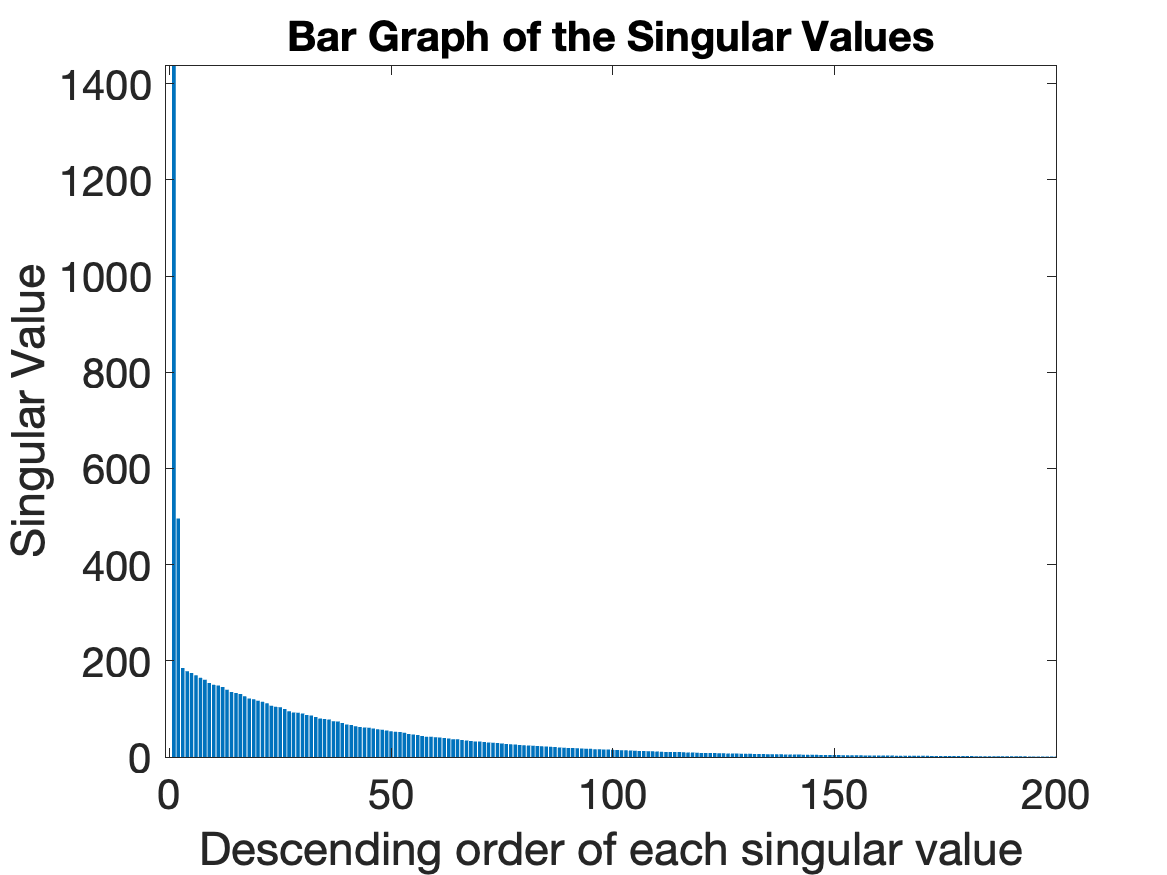 Bar Graph of the Singular Values
1400
1200
1000
800
600
400
200
0
Singular Value
0 50 100 150 200
Descending order of each singular value